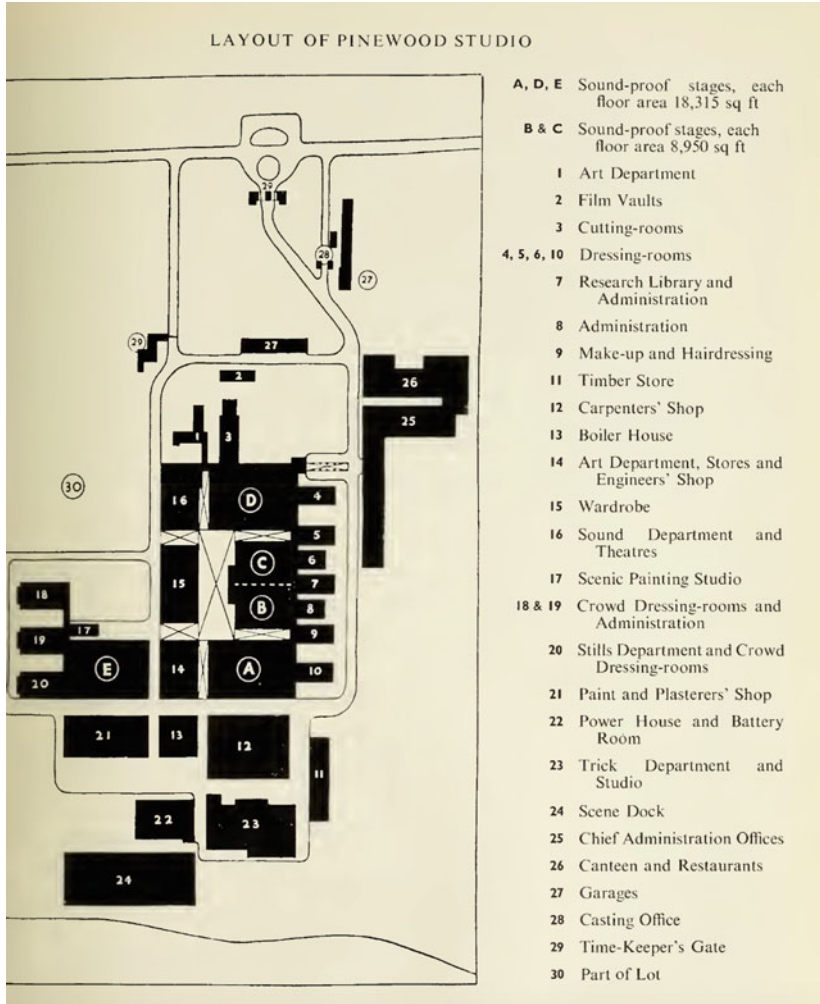 LAYOUT OF PINEWOOD STUDIO
A, D, E Sound-proof stages, each
floor area 18,315 sq ft
B & C Sound-proof stages, each
floor area 8,950 sq ft
1 Art Department
2 Film Vaults
3 Cutting-rooms
4, 5, 6, 10 Dressing-rooms
7 Research Library and
Administration
8 Administration
9 Make-up and Hairdressing
11 Timber Store
12 Carpenters' Shop
13 Boiler House
14 Art Department, Stores and
Engineers' Shop
15 Wardrobe
16 Sound Department and
Theatres
17 Scenic Painting Studio
18 & 19 Crowd Dressing-rooms and
Administration
20 Stills Department and Crowd
Dressing-rooms
21 Paint and Plasterers' Shop
22 Power House and Battery
Room
23 Trick Department and
Studio
24 Scene Dock
25 Chief Administration Offices
26 Canteen and Restaurants
27 Garages
28 Casting Office
29 Time-Keeper's Gate
30 Part of Lot
29
28
27
29
27
2
26
25
1
3
30
16
D
4
5
C
6
15
7
18
B
8
17
19
9
E
14
A
10
20
21
13
12
11
22
23
24